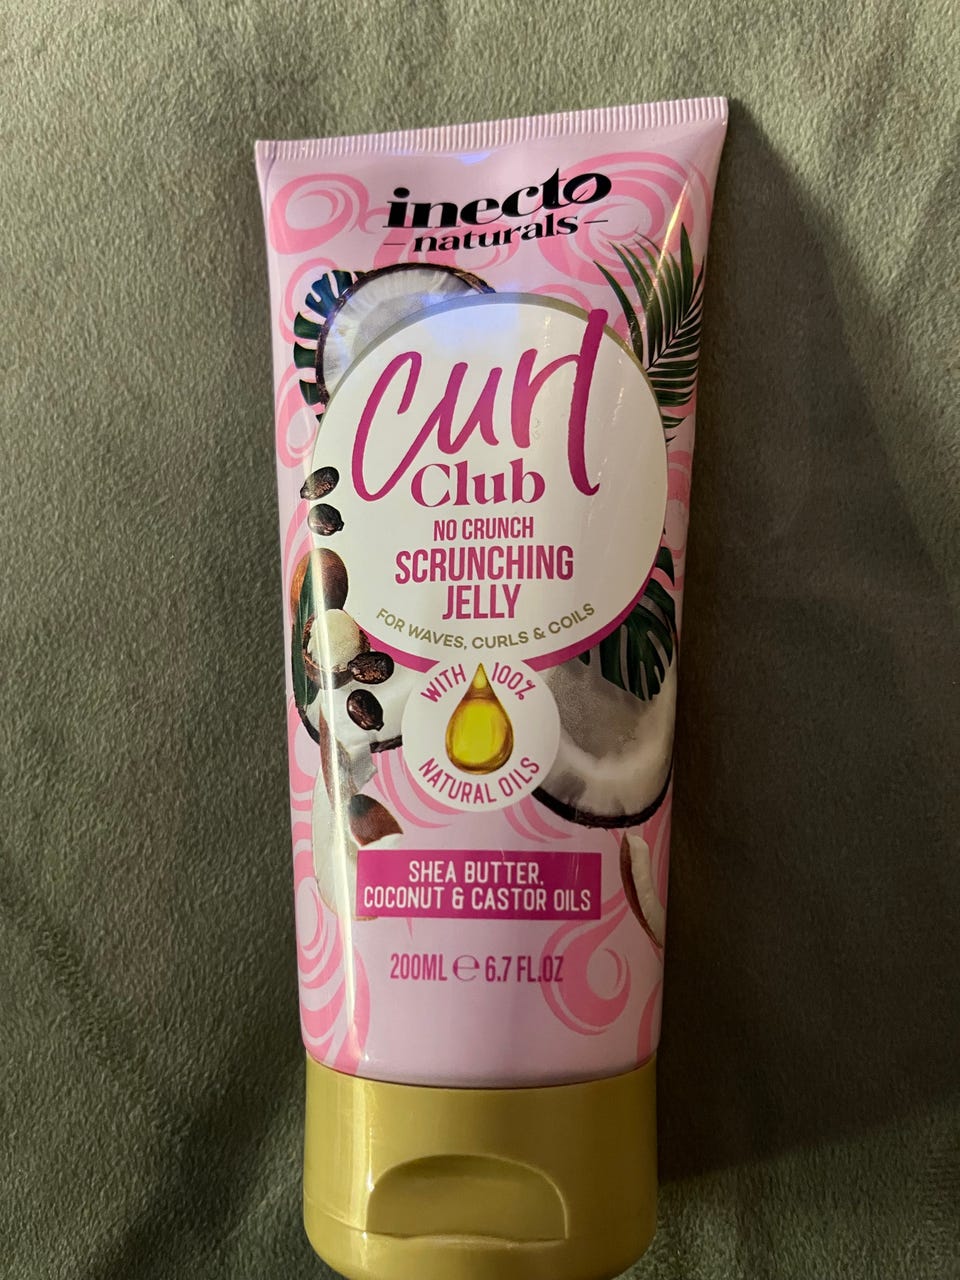 inecto
–naturals–
Curl
Club
NO CRUNCH
SCRUNCHING
JELLY
FOR WAVES, CURLS & COILS
WITH 100%
NATURAL OILS
SHEA BUTTER,
COCONUT & CASTOR OILS
200ML ℮ 6.7 FL.OZ